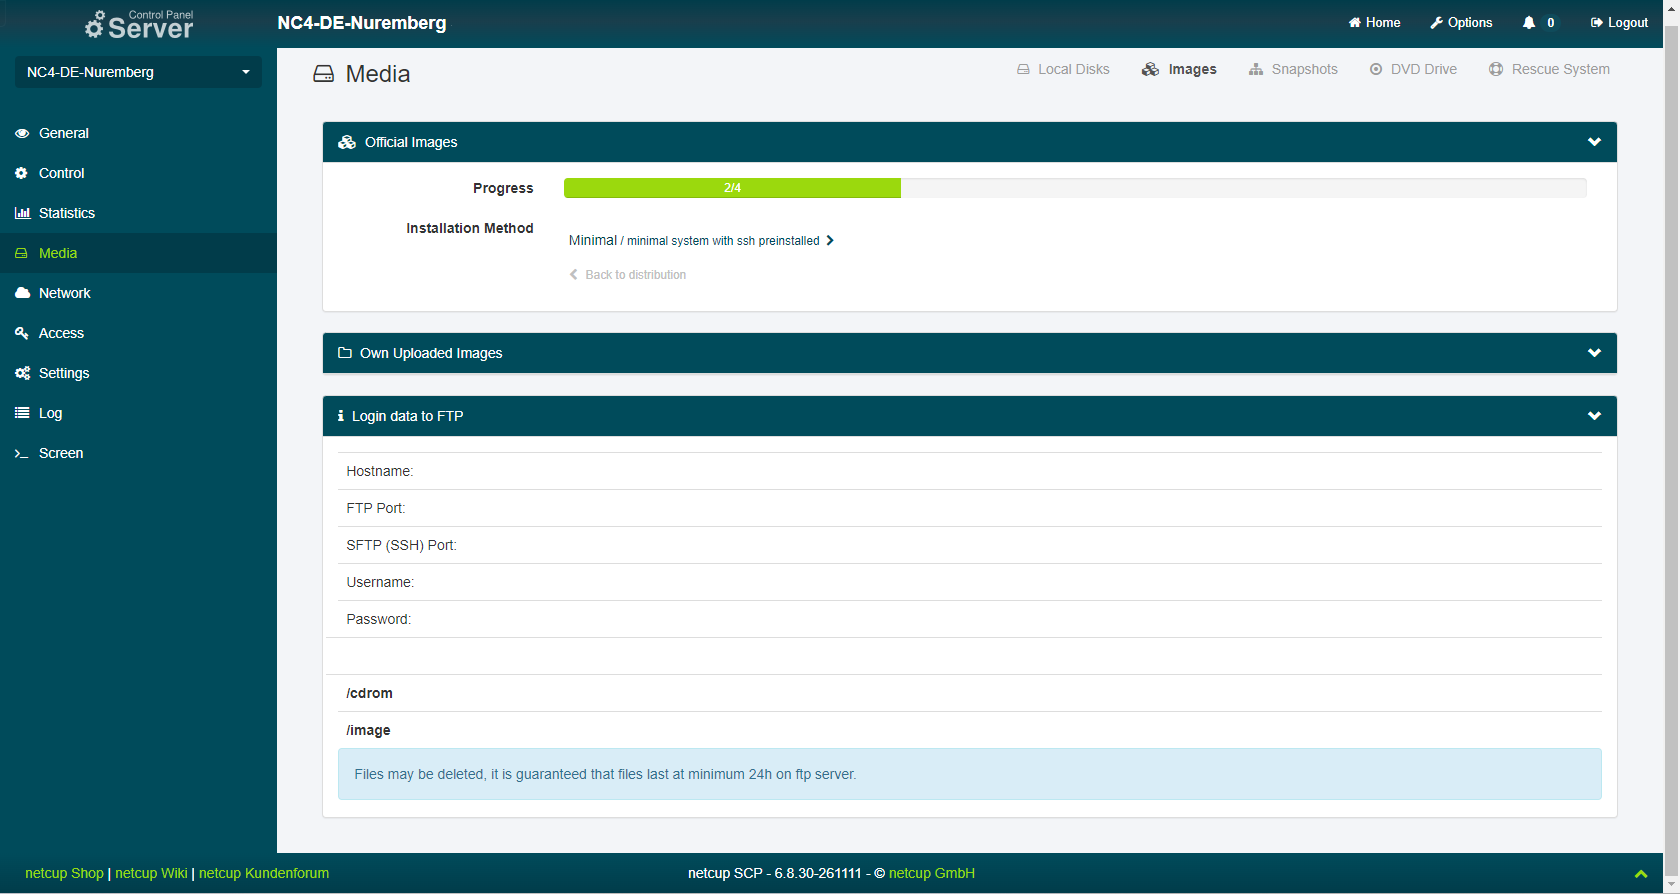 Control Panel
Server
NC4-DE-Nuremberg
Home
Options
0
Logout
NC4-DE-Nuremberg
General
Control
Statistics
Media
Network
Access
Settings
Log
Screen
Media
Local Disks
Images
Snapshots
DVD Drive
Rescue System
Official Images
Progress
2/4
Installation Method
Minimal / minimal system with ssh preinstalled
Back to distribution
Own Uploaded Images
Login data to FTP
Hostname:
FTP Port:
SFTP (SSH) Port:
Username:
Password:
/cdrom
/image
Files may be deleted, it is guaranteed that files last at minimum 24h on ftp server.
netcup Shop | netcup Wiki | netcup Kundenforum
netcup SCP - 6.8.30-261111 - © netcup GmbH